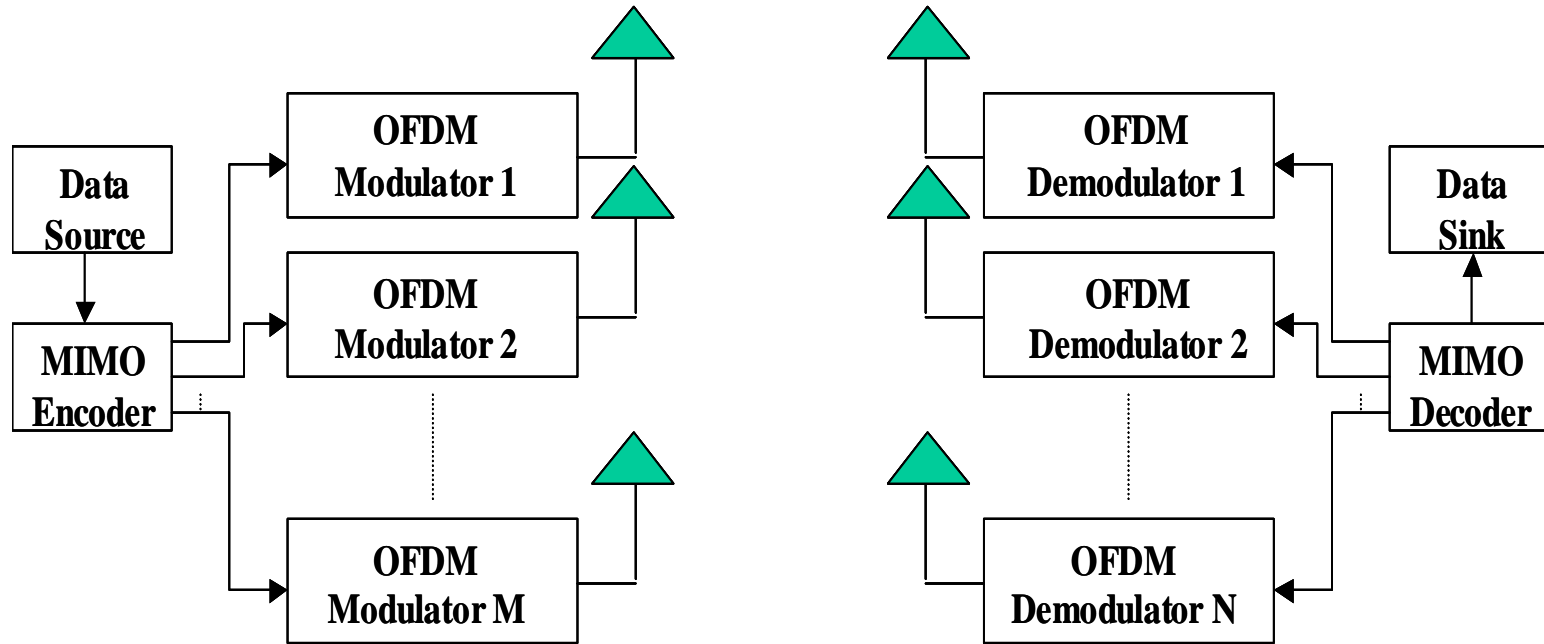 Data
Source
MIMO
Encoder
OFDM
Modulator 1
OFDM
Modulator 2
OFDM
Modulator M
OFDM
Demodulator 1
OFDM
Demodulator 2
OFDM
Demodulator N
Data
Sink
MIMO
Decoder